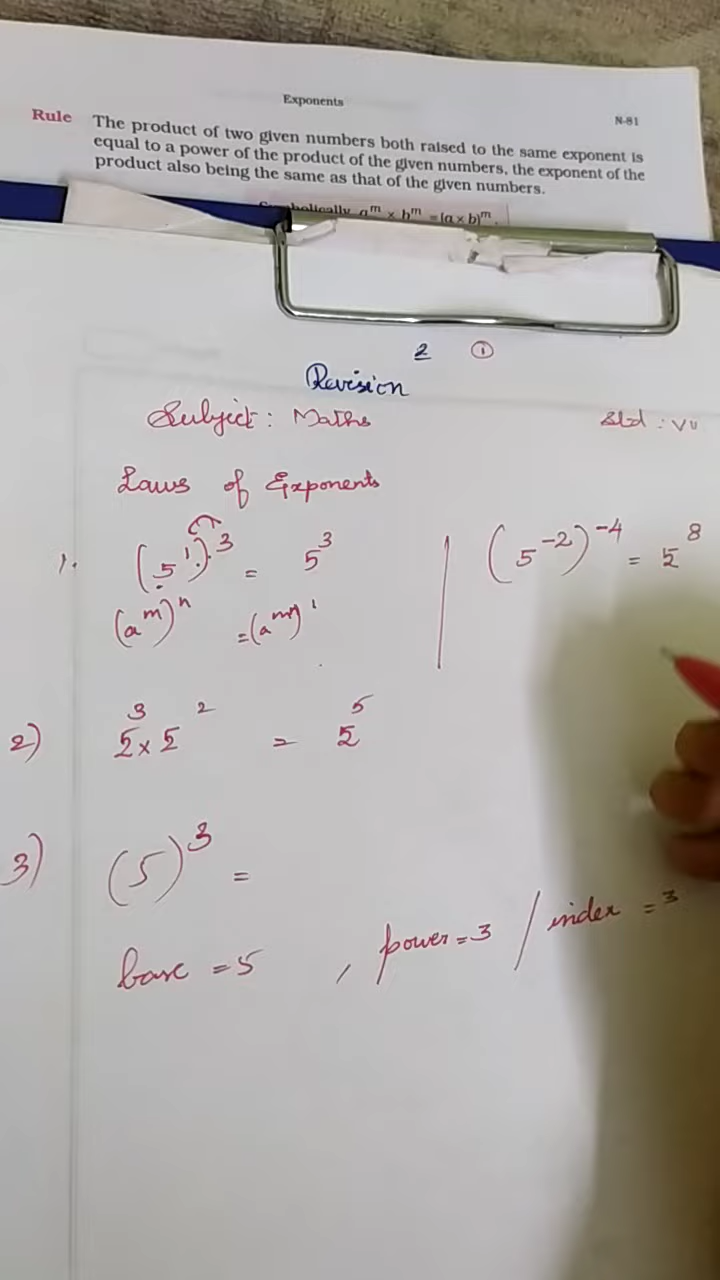 Exponents
N-81
Rule The product of two given numbers both raised to the same exponent is
equal to a power of the product of the given numbers, the exponent of the
product also being the same as that of the given numbers.
Symbolically, aᵐ × bᵐ = (a × b)ᵐ.
2 ①
Revision
Subject: Maths
Std: VII
Laws of Exponents
1. (5¹)³ = 5³ | (5⁻²)⁻⁴ = 5⁸
(aᵐ)ⁿ = (aᵐⁿ)¹
2) 5³ × 5² = 5⁵
3) (5)³ =
base = 5 , power = 3 / index = 3